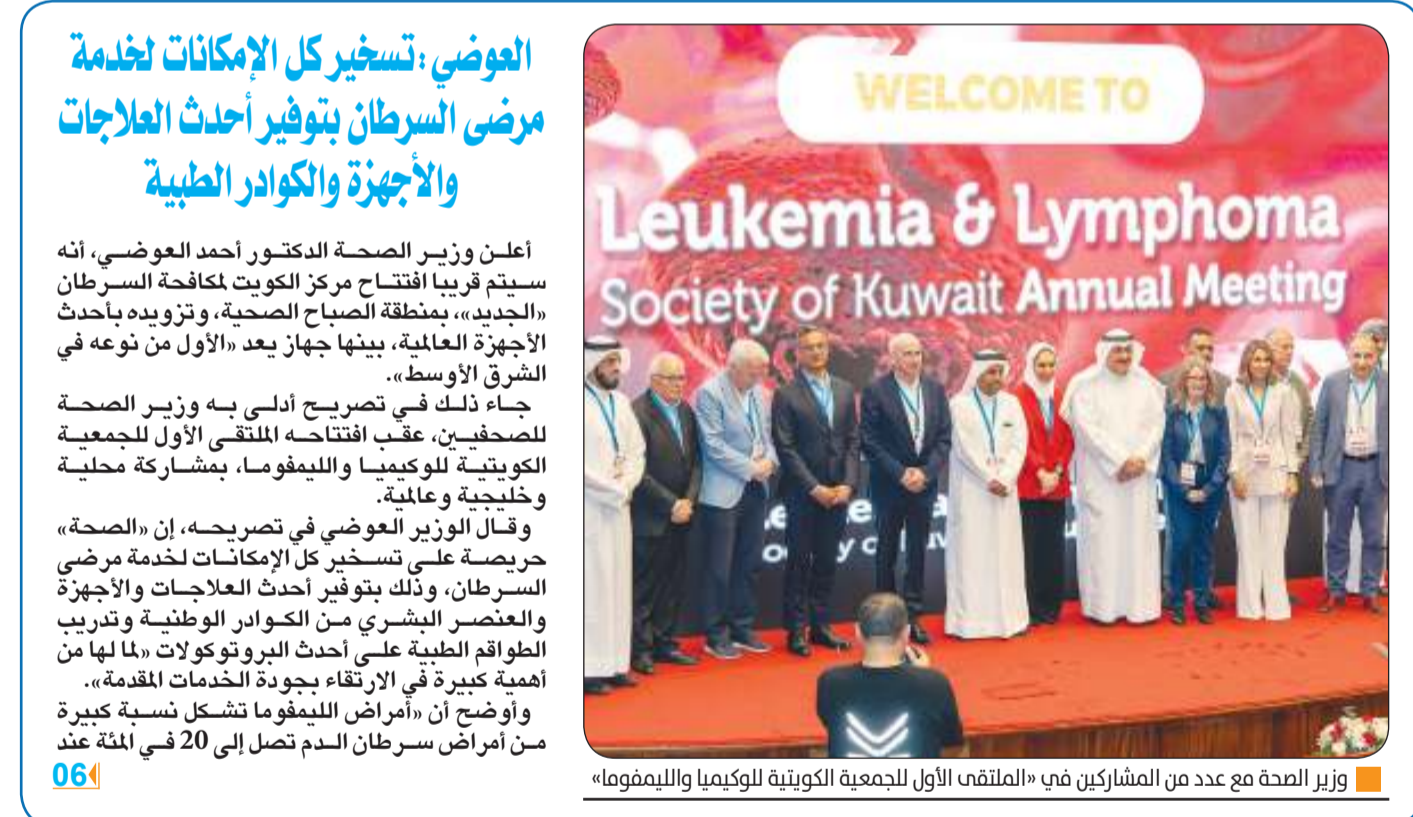 العوضي : تسخير كل الإمكانات لخدمة
مرضى السرطان بتوفير أحدث العلاجات
والأجهزة والكوادر الطبية
أعلن وزير الصحة الدكتور أحمد العوضي، أنه
سيتم قريبا افتتاح مركز الكويت لمكافحة السرطان
«الجديد»، بمنطقة الصباح الصحية، وتزويده بأحدث
الأجهزة العالمية، بينها جهاز يعد «الأول من نوعه في
الشرق الأوسط».
جاء ذلك في تصريح أدلى به وزير الصحة
للصحفيين، عقب افتتاحه الملتقى الأول للجمعية
الكويتية للوكيميا والليمفوما، بمشاركة محلية
وخليجية وعالمية.
وقال الوزير العوضي في تصريحه، إن «الصحة»
حريصة على تسخير كل الإمكانات لخدمة مرضى
السرطان، وذلك بتوفير أحدث العلاجات والأجهزة
والعنصر البشري من الكوادر الوطنية وتدريب
الطواقم الطبية على أحدث البروتوكولات «لما لها من
أهمية كبيرة في الارتقاء بجودة الخدمات المقدمة».
وأوضح أن «أمراض الليمفوما تشكل نسبة كبيرة
من أمراض سرطان الدم تصل إلى 20 في المئة عند
06
WELCOME TO
Leukemia & Lymphoma
Society of Kuwait Annual Meeting
وزير الصحة مع عدد من المشاركين في «الملتقى الأول للجمعية الكويتية للوكيميا والليمفوما»